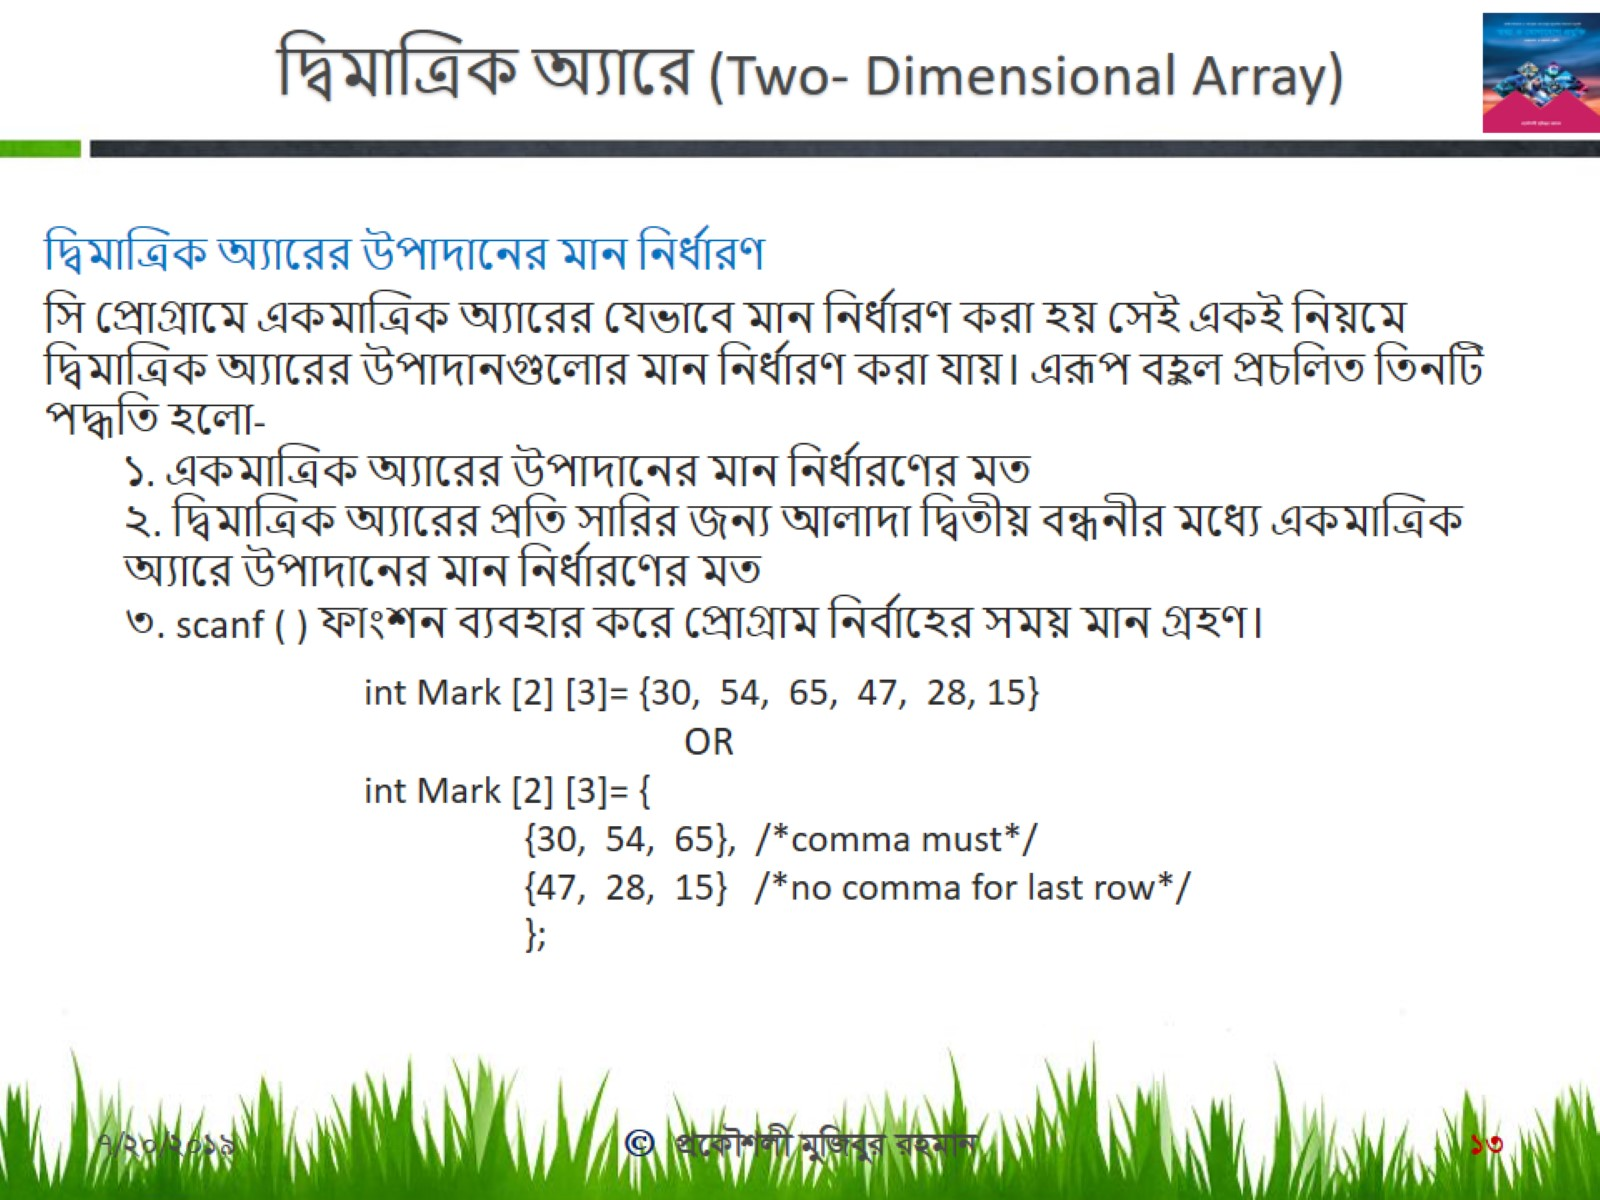 দ্বিমাত্রিক অ্যারে (Two- Dimensional Array)
দ্বিমাত্রিক অ্যারের উপাদানের মান নির্ধারণ
সি প্রোগ্রামে একমাত্রিক অ্যারের যেভাবে মান নির্ধারণ করা হয় সেই একই নিয়মে
দ্বিমাত্রিক অ্যারের উপাদানগুলোর মান নির্ধারণ করা যায়। এরূপ বহুল প্রচলিত তিনটি
পদ্ধতি হলো-
১. একমাত্রিক অ্যারের উপাদানের মান নির্ধারণের মত
২. দ্বিমাত্রিক অ্যারের প্রতি সারির জন্য আলাদা দ্বিতীয় বন্ধনীর মধ্যে একমাত্রিক
অ্যারে উপাদানের মান নির্ধারণের মত
৩. scanf ( ) ফাংশন ব্যবহার করে প্রোগ্রাম নির্বাহের সময় মান গ্রহণ।
int Mark [2] [3]= {30, 54, 65, 47, 28, 15}
OR
int Mark [2] [3]= {
{30, 54, 65}, /*comma must*/
{47, 28, 15} /*no comma for last row*/
};
৭/২০/২০১৯
© প্রকৌশলী মুজিবুর রহমান
১৩